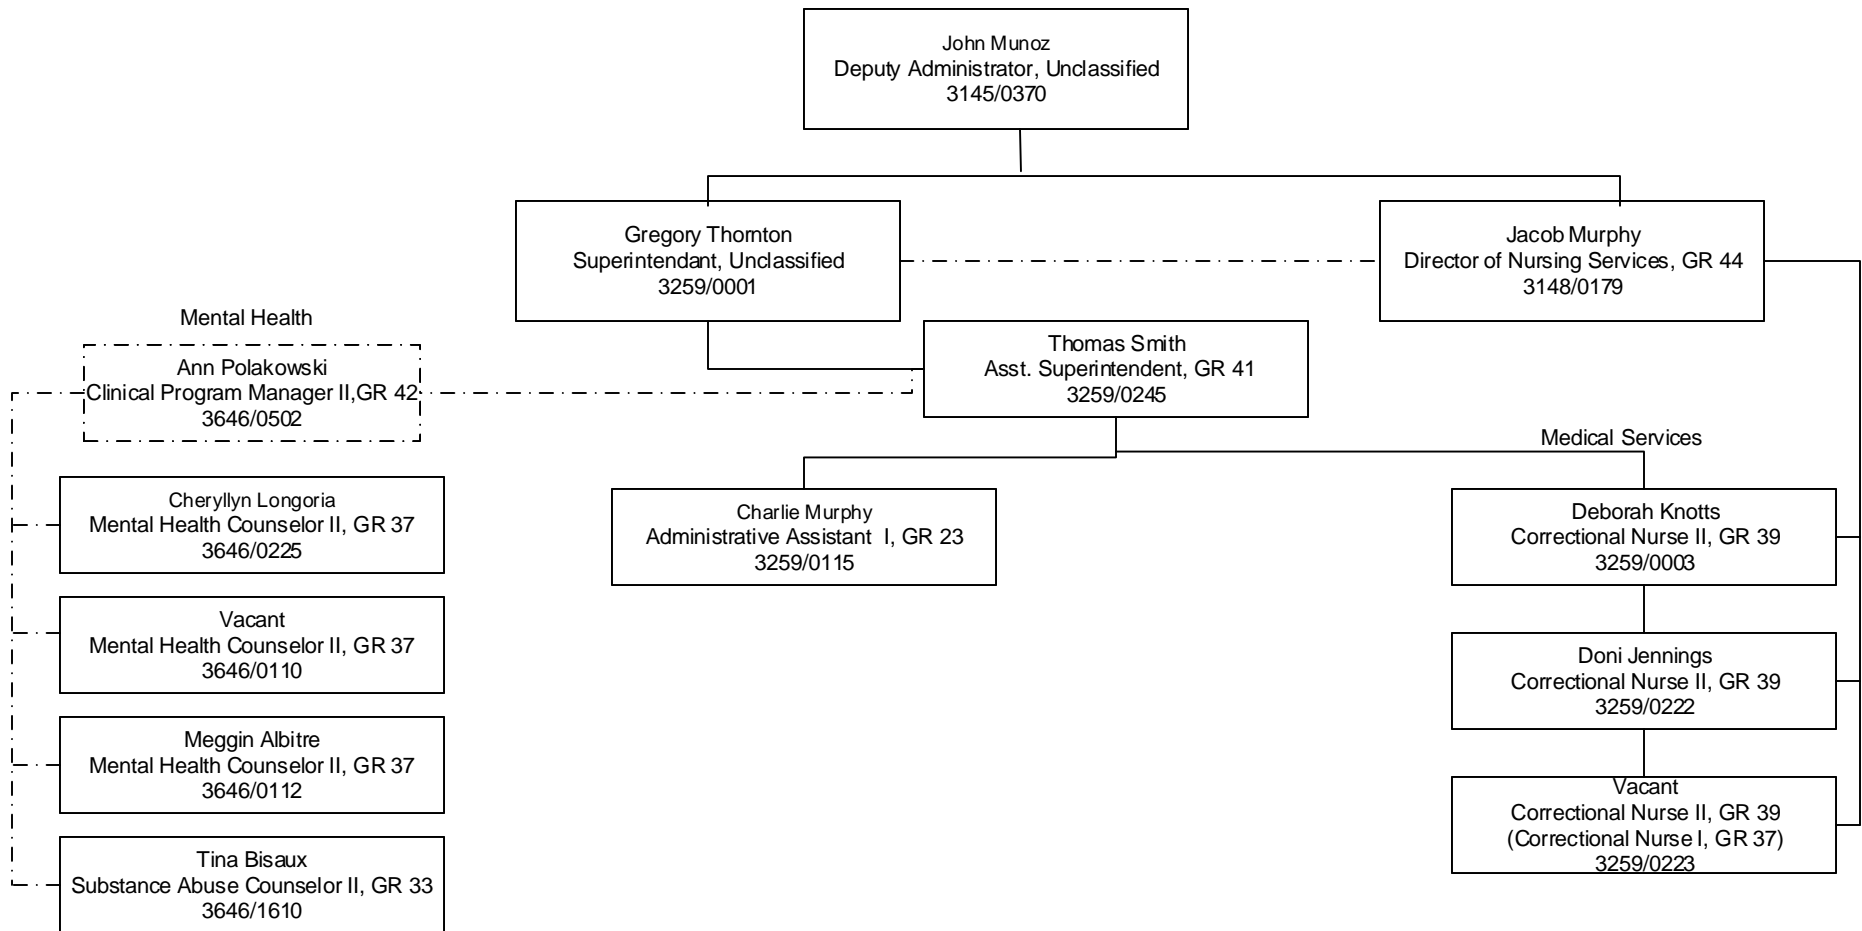 John Munoz
Deputy Administrator, Unclassified
3145/0370
Gregory Thornton
Superintendant, Unclassified
3259/0001
Jacob Murphy
Director of Nursing Services, GR 44
3148/0179
Mental Health
Ann Polakowski
Clinical Program Manager II,GR 42
3646/0502
Thomas Smith
Asst. Superintendent, GR 41
3259/0245
Medical Services
Cheryllyn Longoria
Mental Health Counselor II, GR 37
3646/0225
Charlie Murphy
Administrative Assistant I, GR 23
3259/0115
Deborah Knotts
Correctional Nurse II, GR 39
3259/0003
Vacant
Mental Health Counselor II, GR 37
3646/0110
Doni Jennings
Correctional Nurse II, GR 39
3259/0222
Meggin Albitre
Mental Health Counselor II, GR 37
3646/0112
Vacant
Correctional Nurse II, GR 39
(Correctional Nurse I, GR 37)
3259/0223
Tina Bisaux
Substance Abuse Counselor II, GR 33
3646/1610